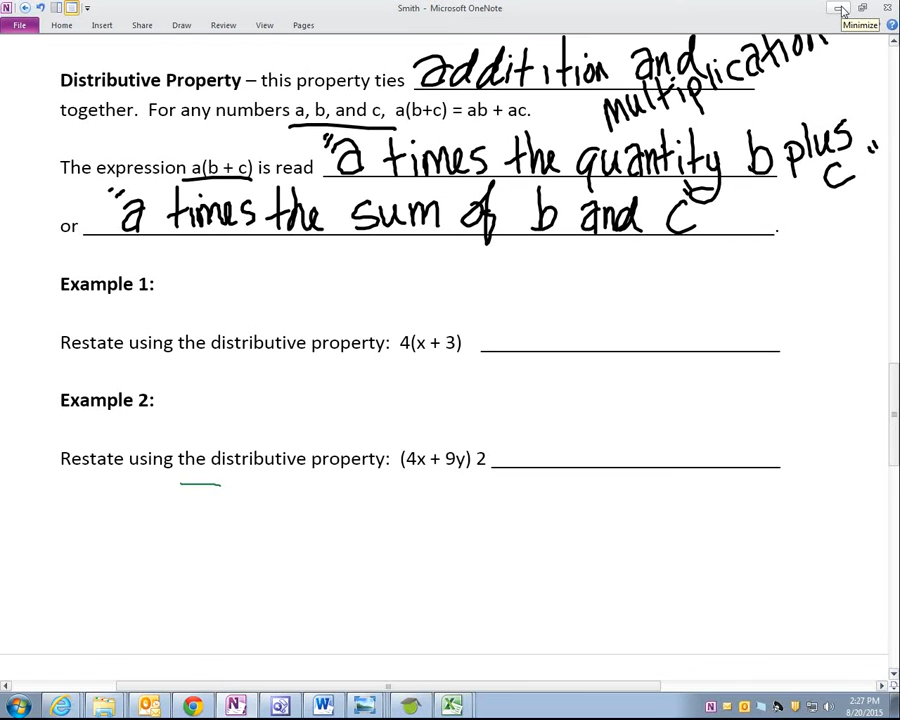 Smith - Microsoft OneNote
File Home Insert Share Draw Review View Pages
Minimize
Distributive Property – this property ties addition and multiplication
together. For any numbers a, b, and c, a(b+c) = ab + ac.
The expression a(b + c) is read "a times the quantity b plus c"
or "a times the sum of b and c" .
Example 1:
Restate using the distributive property: 4(x + 3)
Example 2:
Restate using the distributive property: (4x + 9y) 2
2:27 PM
8/20/2015